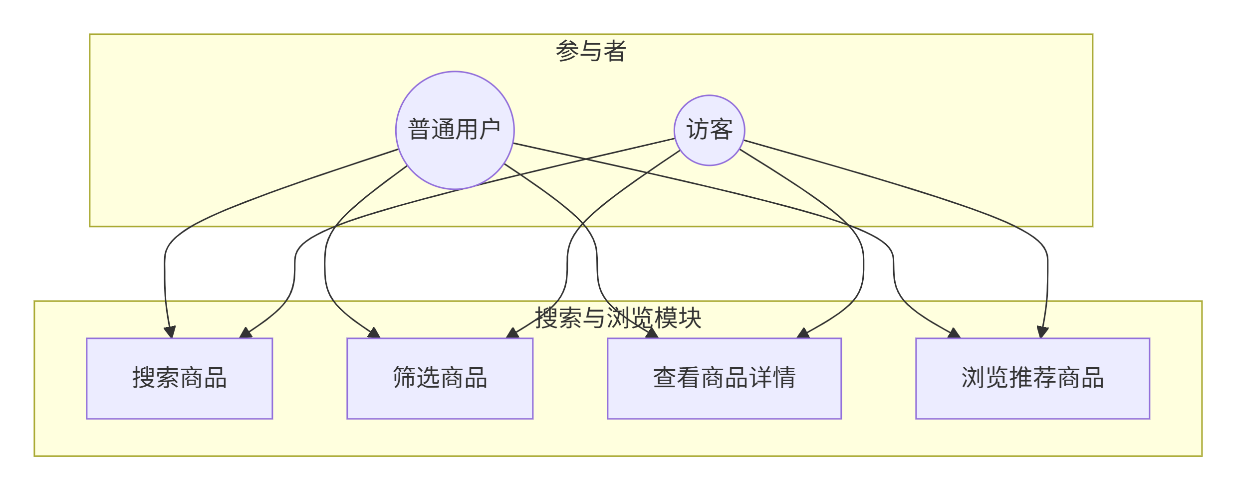 参与者
普通用户
访客
搜索与浏览模块
搜索商品
筛选商品
查看商品详情
浏览推荐商品